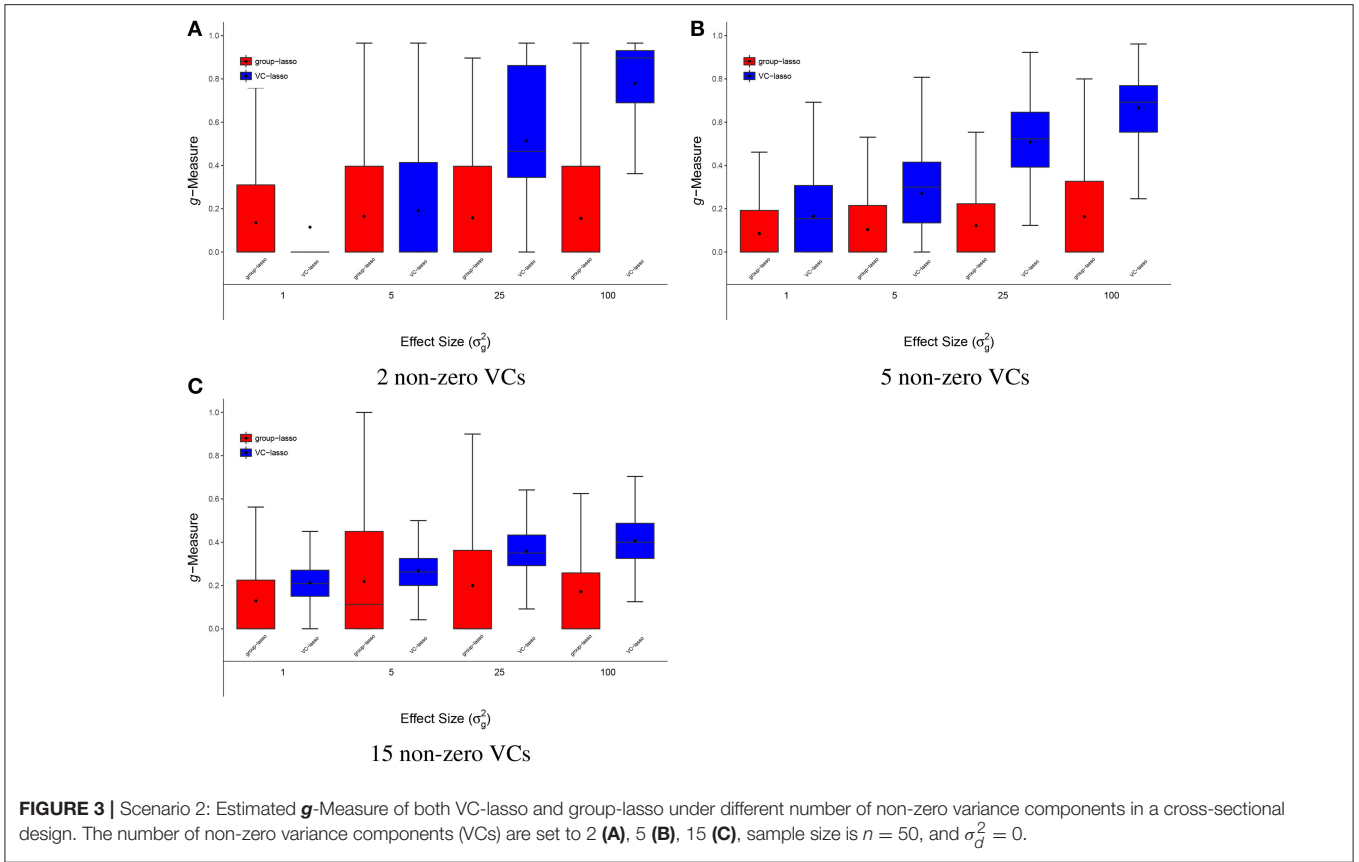 A
g−Measure
1.0
0.8
0.6
0.4
0.2
0.0
group−lasso
VC−lasso
group−lasso
VC−lasso
group−lasso
VC−lasso
group−lasso
VC−lasso
group−lasso
VC−lasso
1
5
25
100
Effect Size (σ²g)
2 non-zero VCs
B
g−Measure
1.0
0.8
0.6
0.4
0.2
0.0
group−lasso
VC−lasso
group−lasso
VC−lasso
group−lasso
VC−lasso
group−lasso
VC−lasso
group−lasso
VC−lasso
1
5
25
100
Effect Size (σ²g)
5 non-zero VCs
C
g−Measure
1.0
0.8
0.6
0.4
0.2
0.0
group−lasso
VC−lasso
group−lasso
VC−lasso
group−lasso
VC−lasso
group−lasso
VC−lasso
group−lasso
VC−lasso
1
5
25
100
Effect Size (σ²g)
15 non-zero VCs
FIGURE 3 | Scenario 2: Estimated g-Measure of both VC-lasso and group-lasso under different number of non-zero variance components in a cross-sectional
design. The number of non-zero variance components (VCs) are set to 2 (A), 5 (B), 15 (C), sample size is n = 50, and σ²d = 0.